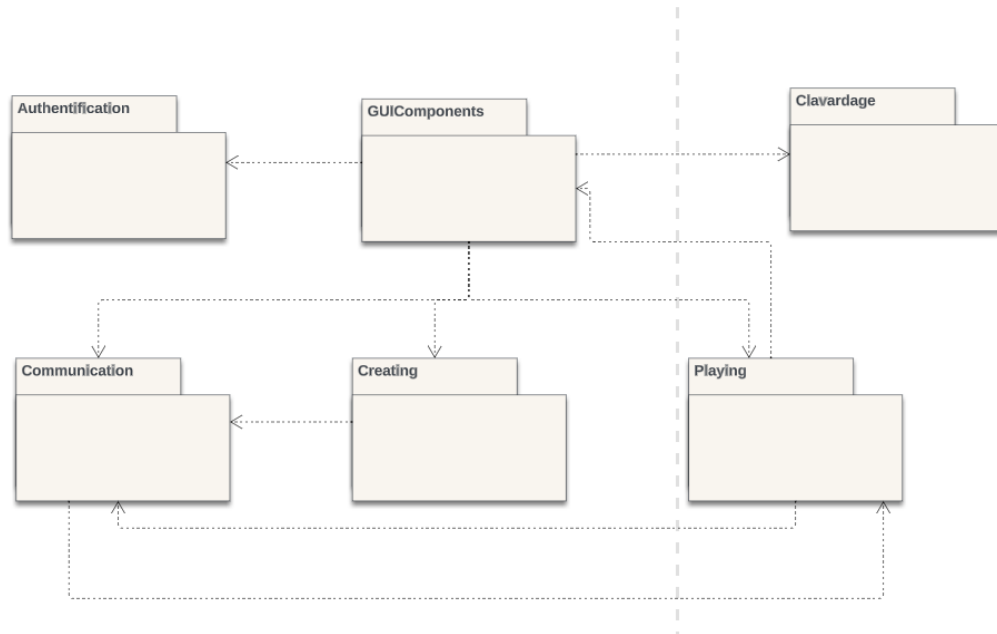 Authentification
GUIComponents
Clavardage
Communication
Creating
Playing